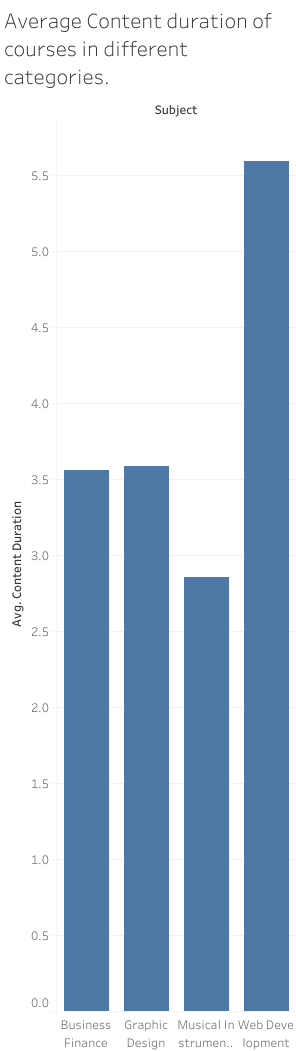 Average Content duration of
courses in different
categories.
Subject
5.5
5.0
4.5
4.0
3.5
3.0
2.5
2.0
1.5
1.0
0.5
0.0
Avg. Content Duration
Business
Finance
Graphic
Design
Musical In
strumen..
Web Deve
lopment